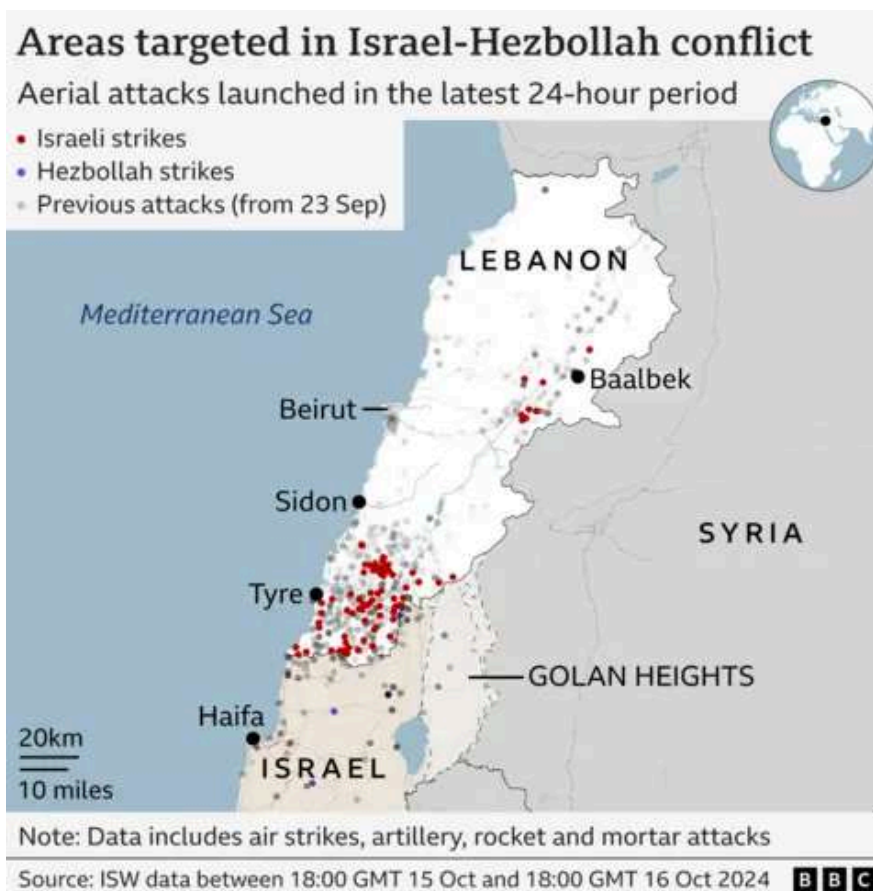 Areas targeted in Israel-Hezbollah conflict
Aerial attacks launched in the latest 24-hour period
Israeli strikes
Hezbollah strikes
Previous attacks (from 23 Sep)
LEBANON
Mediterranean Sea
Baalbek
Beirut
Sidon
SYRIA
Tyre
GOLAN HEIGHTS
Haifa
20km
ISRAEL
10 miles
Note: Data includes air strikes, artillery, rocket and mortar attacks
Source: ISW data between 18:00 GMT 15 Oct and 18:00 GMT 16 Oct 2024 BBC